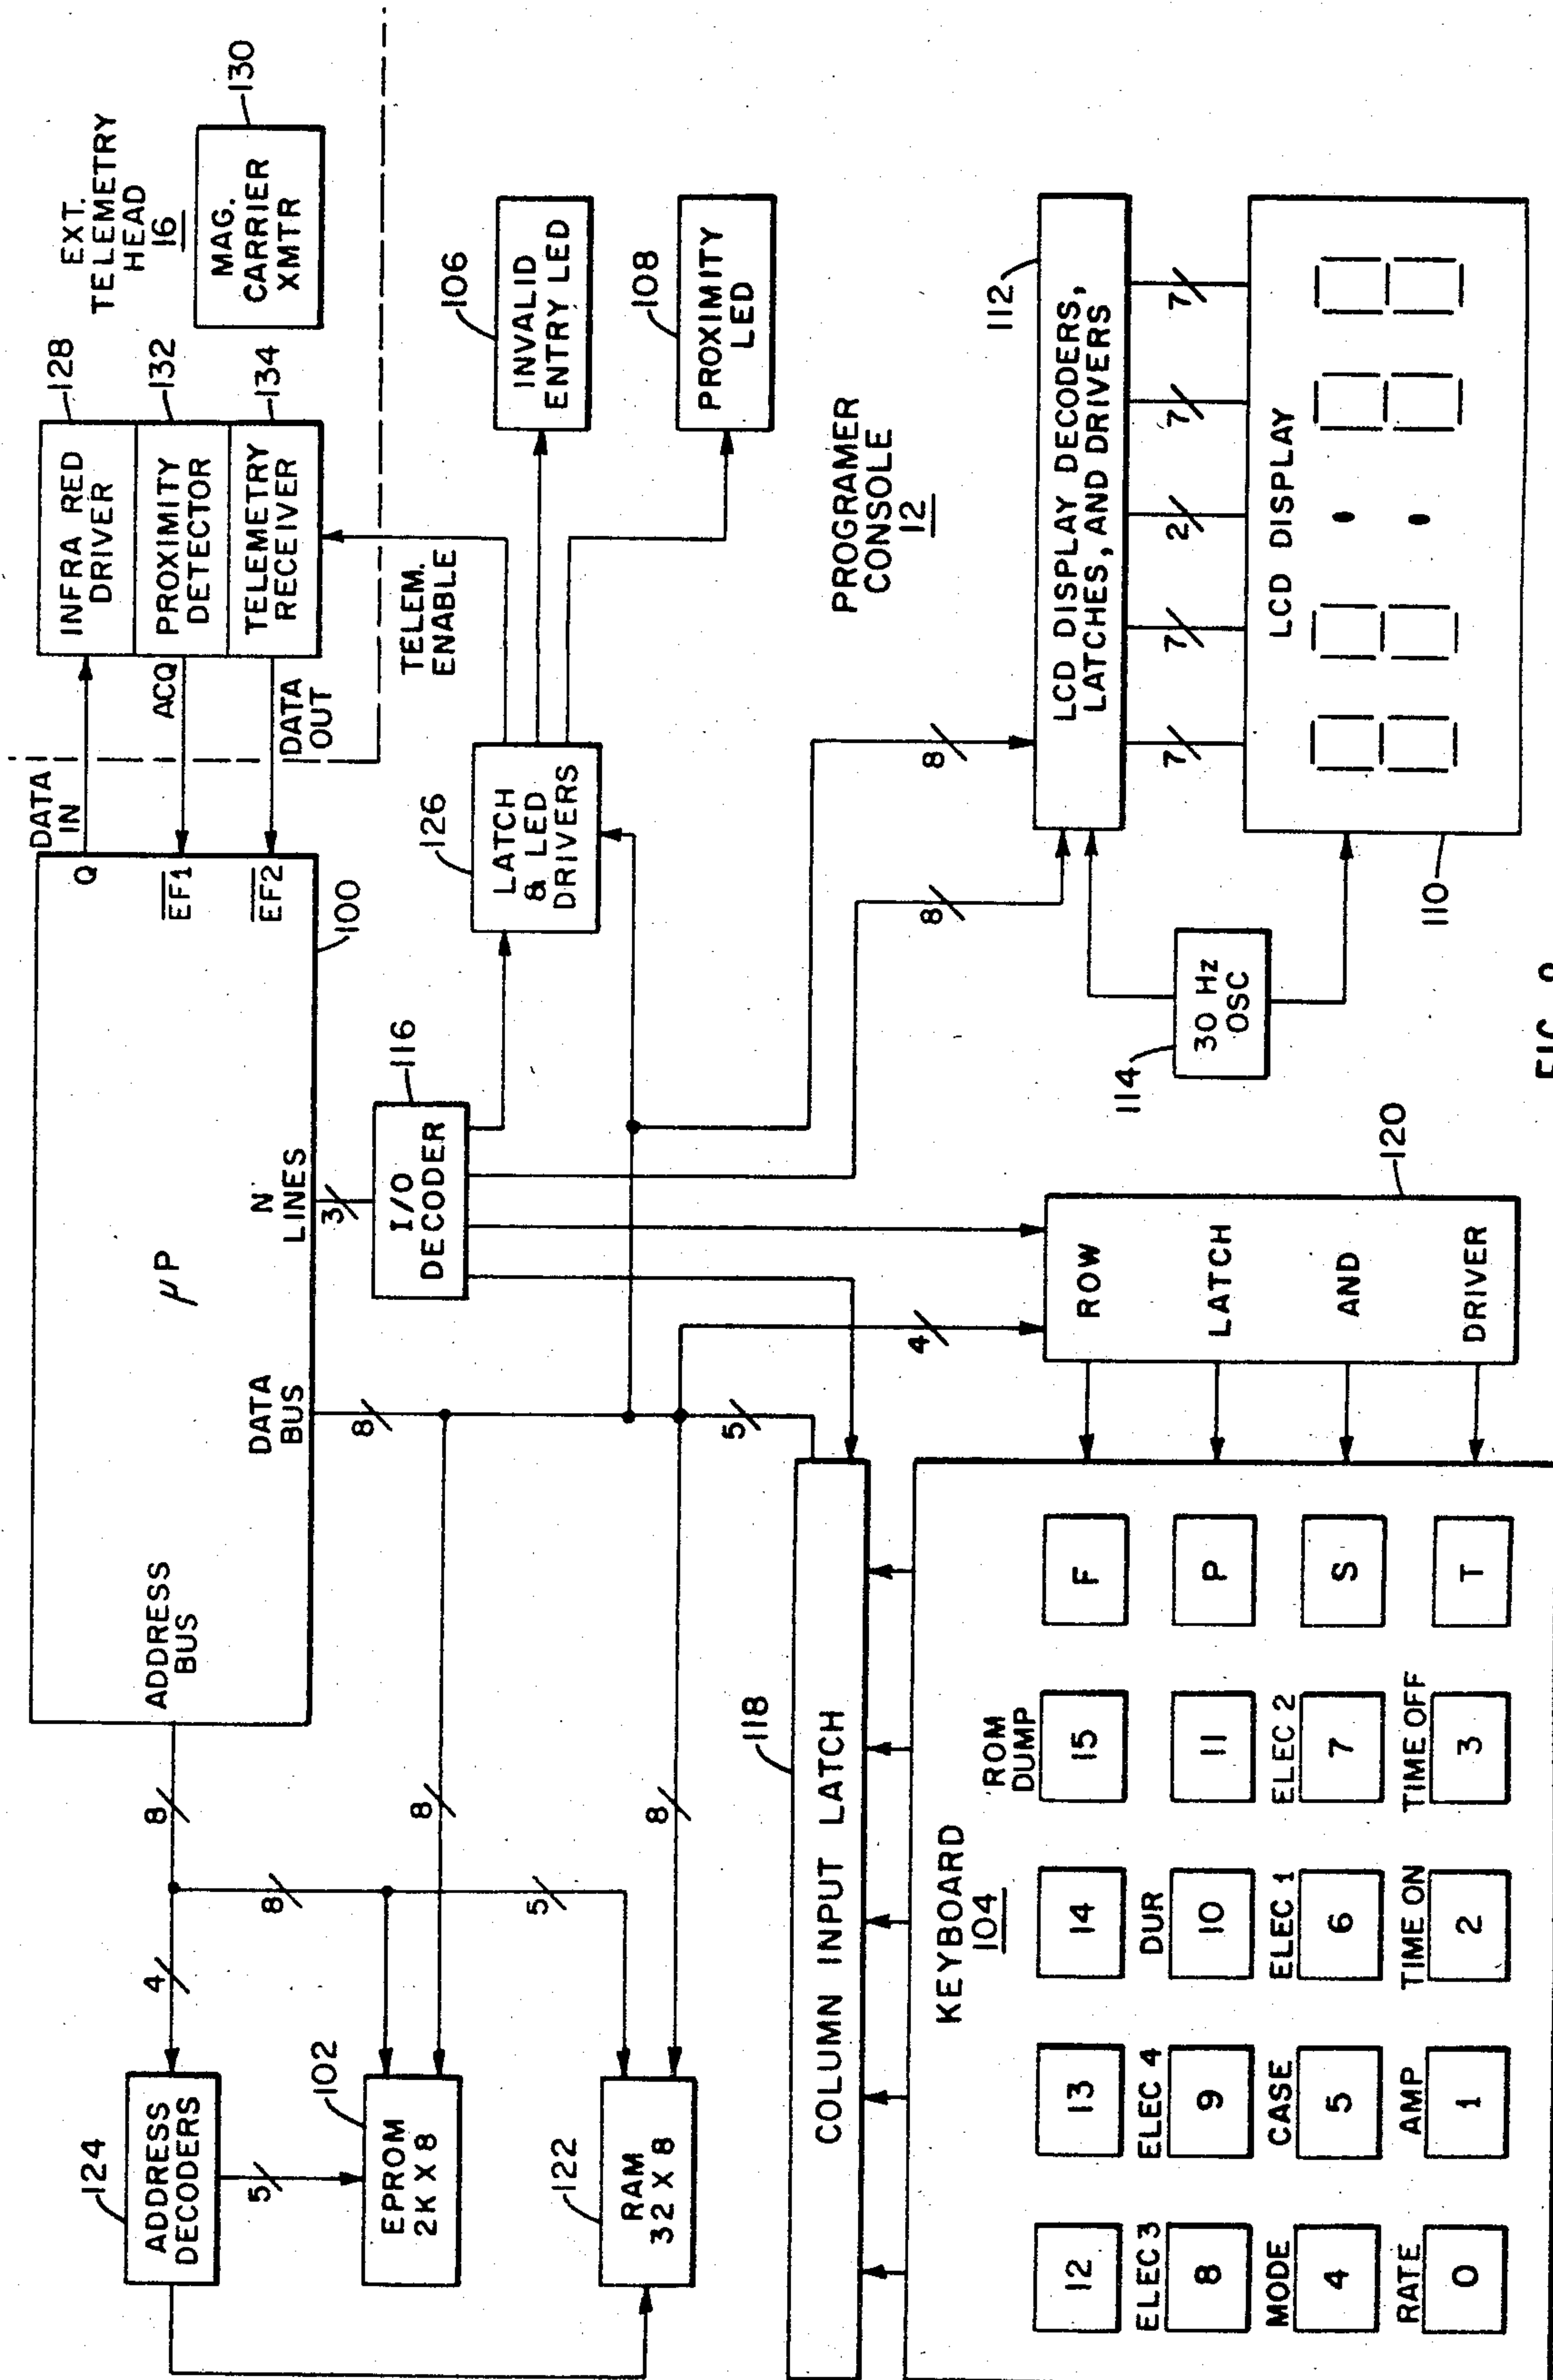 EXT.
TELEMETRY
HEAD
16
MAG.
CARRIER
XMTR
130
INFRA RED
DRIVER
128
PROXIMITY
DETECTOR
132
TELEMETRY
RECEIVER
134
DATA
IN
ACQ
DATA
OUT
TELEM.
ENABLE
μP
100
Q
EF1
EF2
ADDRESS
BUS
DATA
BUS
N
LINES
8
8
3
I/O
DECODER
116
LATCH
& LED
DRIVERS
126
INVALID
ENTRY LED
106
PROXIMITY
LED
108
PROGRAMER
CONSOLE
12
4
8
5
ADDRESS
DECODERS
124
5
EPROM
2K X 8
102
8
RAM
32 X 8
122
8
5
4
8
8
LCD DISPLAY DECODERS,
LATCHES, AND DRIVERS
112
7
7
2
7
7
LCD DISPLAY
110
30 Hz
OSC
114
ROW
LATCH
AND
DRIVER
120
COLUMN INPUT LATCH
118
KEYBOARD
104
ROM
DUMP
12
13
14
15
F
ELEC 3
ELEC 4
DUR
8
9
10
11
P
MODE
CASE
ELEC 1
ELEC 2
4
5
6
7
S
RATE
AMP
TIME ON
TIME OFF
0
1
2
3
T
FIG.